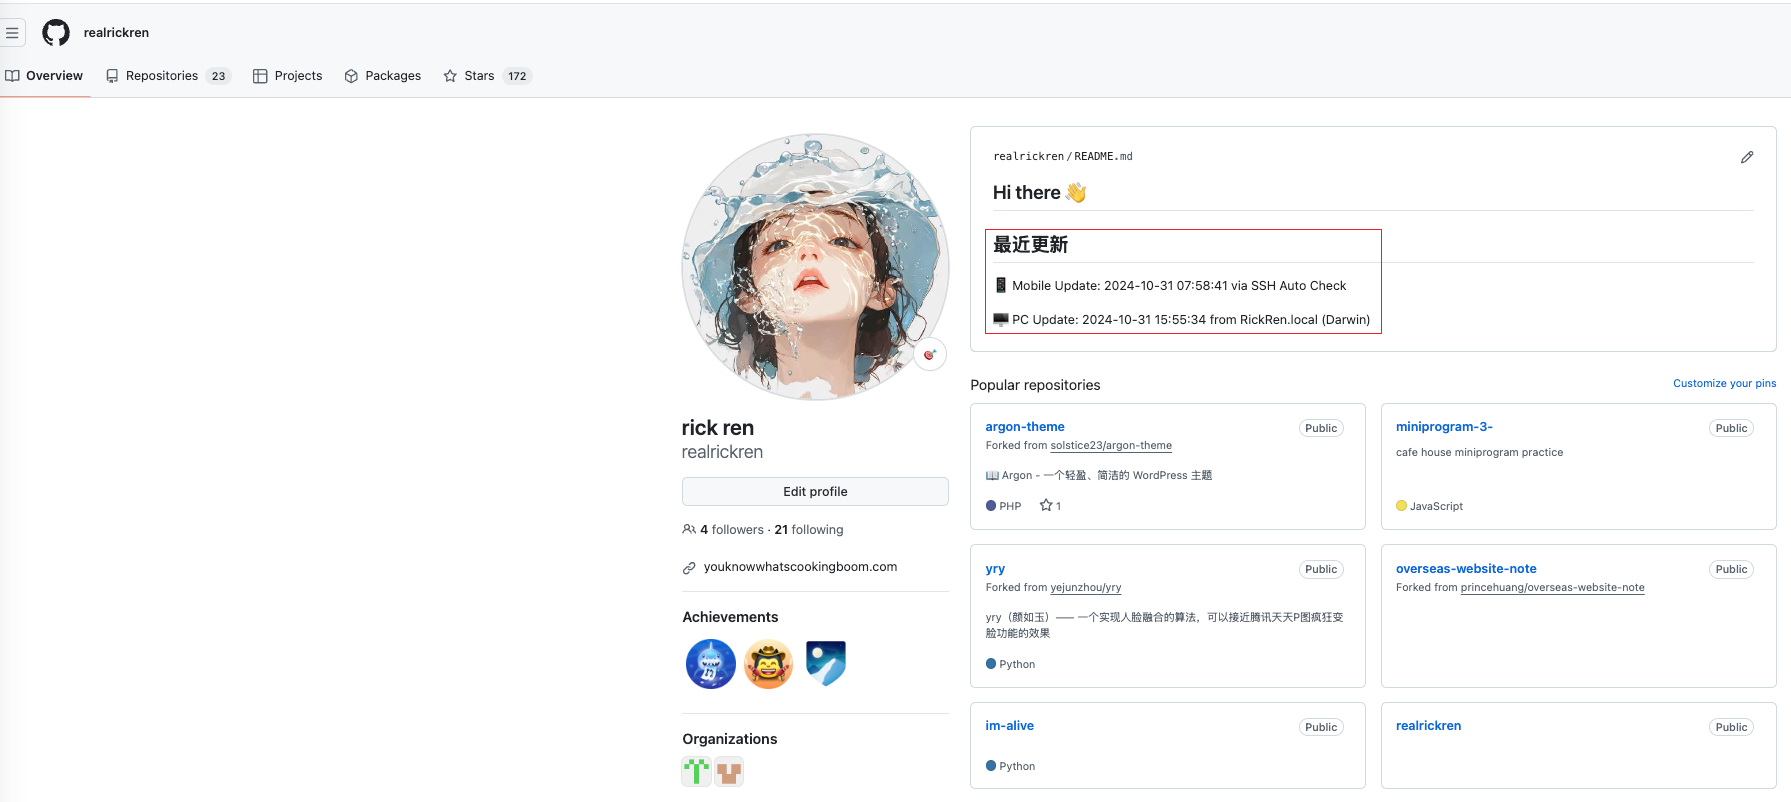 realrickren
Overview
Repositories 23
Projects
Packages
Stars 172
realrickren/README.md
Hi there 👋
最近更新
📱 Mobile Update: 2024-10-31 07:58:41 via SSH Auto Check
🖥️ PC Update: 2024-10-31 15:55:34 from RickRen.local (Darwin)
rick ren
realrickren
Edit profile
4 followers · 21 following
youknowwhatscookingboom.com
Achievements
Organizations
Popular repositories
Customize your pins
argon-theme
Public
Forked from solstice23/argon-theme
📖 Argon - 一个轻盈、简洁的 WordPress 主题
PHP
1
miniprogram-3-
Public
cafe house miniprogram practice
JavaScript
yry
Public
Forked from yejunzhou/yry
yry（颜如玉）—— 一个实现人脸融合的算法，可以接近腾讯天天P图疯狂变
脸功能的效果
Python
overseas-website-note
Public
Forked from princehuang/overseas-website-note
im-alive
Public
Python
realrickren
Public